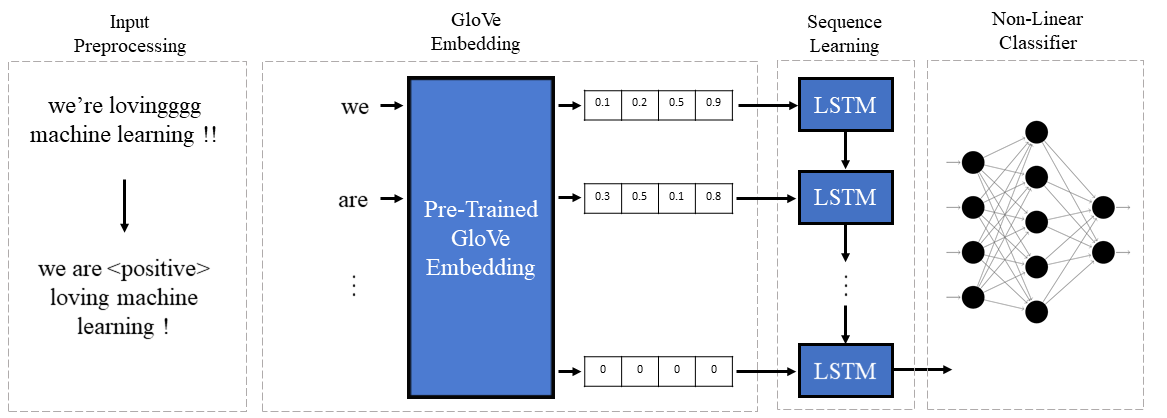 Input
Preprocessing
we're lovingggg
machine learning !!
we are <positive>
loving machine
learning !
GloVe
Embedding
we
are
⋮
Pre-Trained
GloVe
Embedding
0.1 0.2 0.5 0.9
0.3 0.5 0.1 0.8
0 0 0 0
Sequence
Learning
LSTM
LSTM
⋮
LSTM
Non-Linear
Classifier